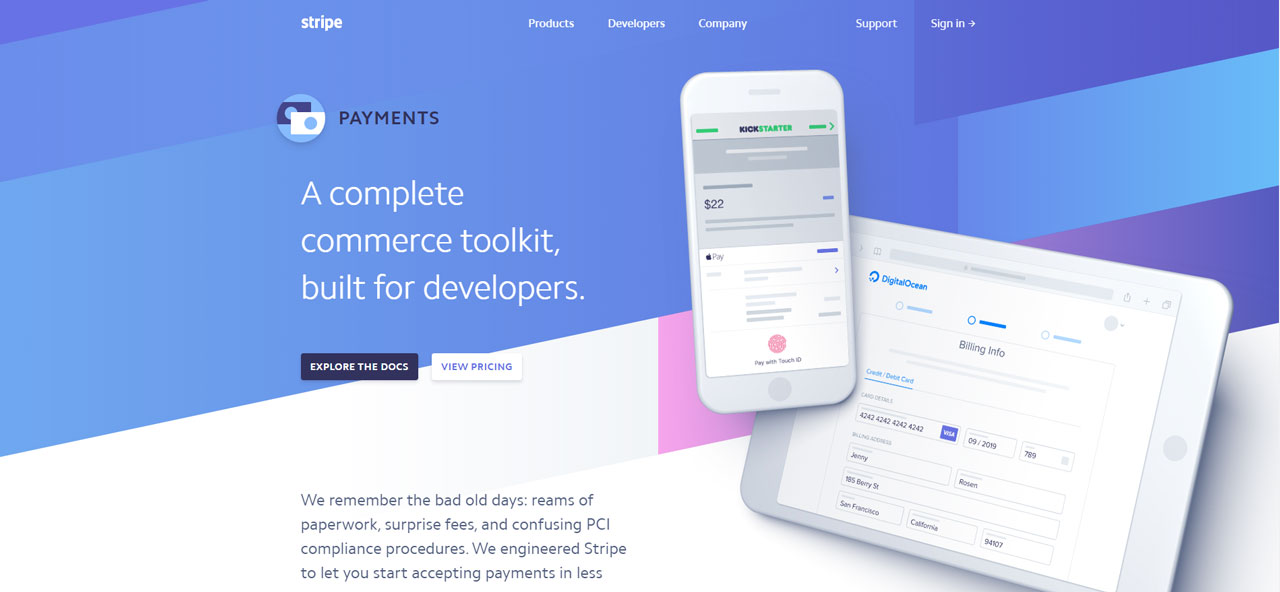 stripe
Products
Developers
Company
Support
Sign in →
PAYMENTS
A complete
commerce toolkit,
built for developers.
EXPLORE THE DOCS
VIEW PRICING
We remember the bad old days: reams of
paperwork, surprise fees, and confusing PCI
compliance procedures. We engineered Stripe
to let you start accepting payments in less
KICKSTARTER
$22
Pay
Pay with Touch ID
DigitalOcean
Billing Info
Credit / Debit Card
CARD DETAILS
4242 4242 4242 4242
VISA
09 / 2019
789
BILLING ADDRESS
Jenny
Rosen
185 Berry St
San Francisco
California
94107